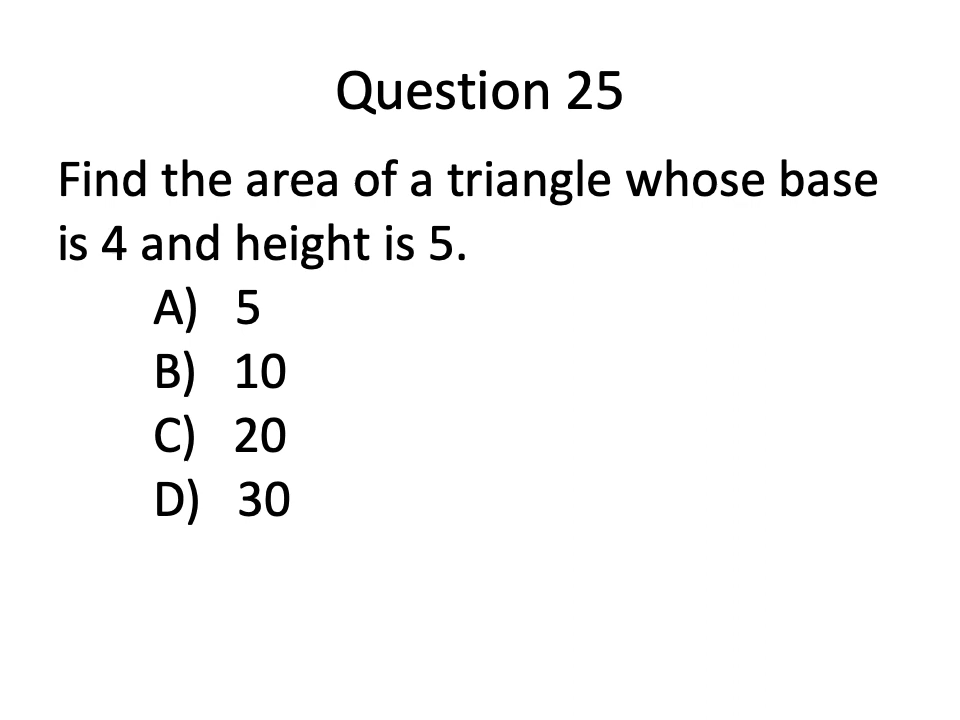 Question 25
Find the area of a triangle whose base
is 4 and height is 5.
A) 5
B) 10
C) 20
D) 30